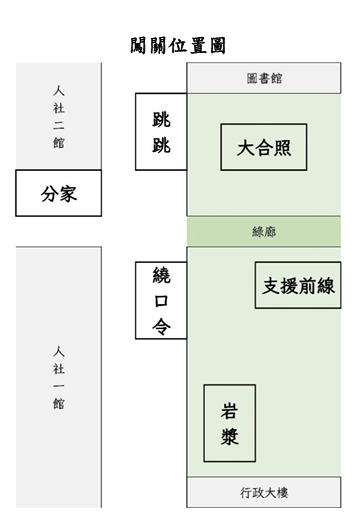 闖關位置圖
圖書館
人社二館
跳跳
大合照
分家
綠廊
繞口令
支援前線
人社一館
岩漿
行政大樓